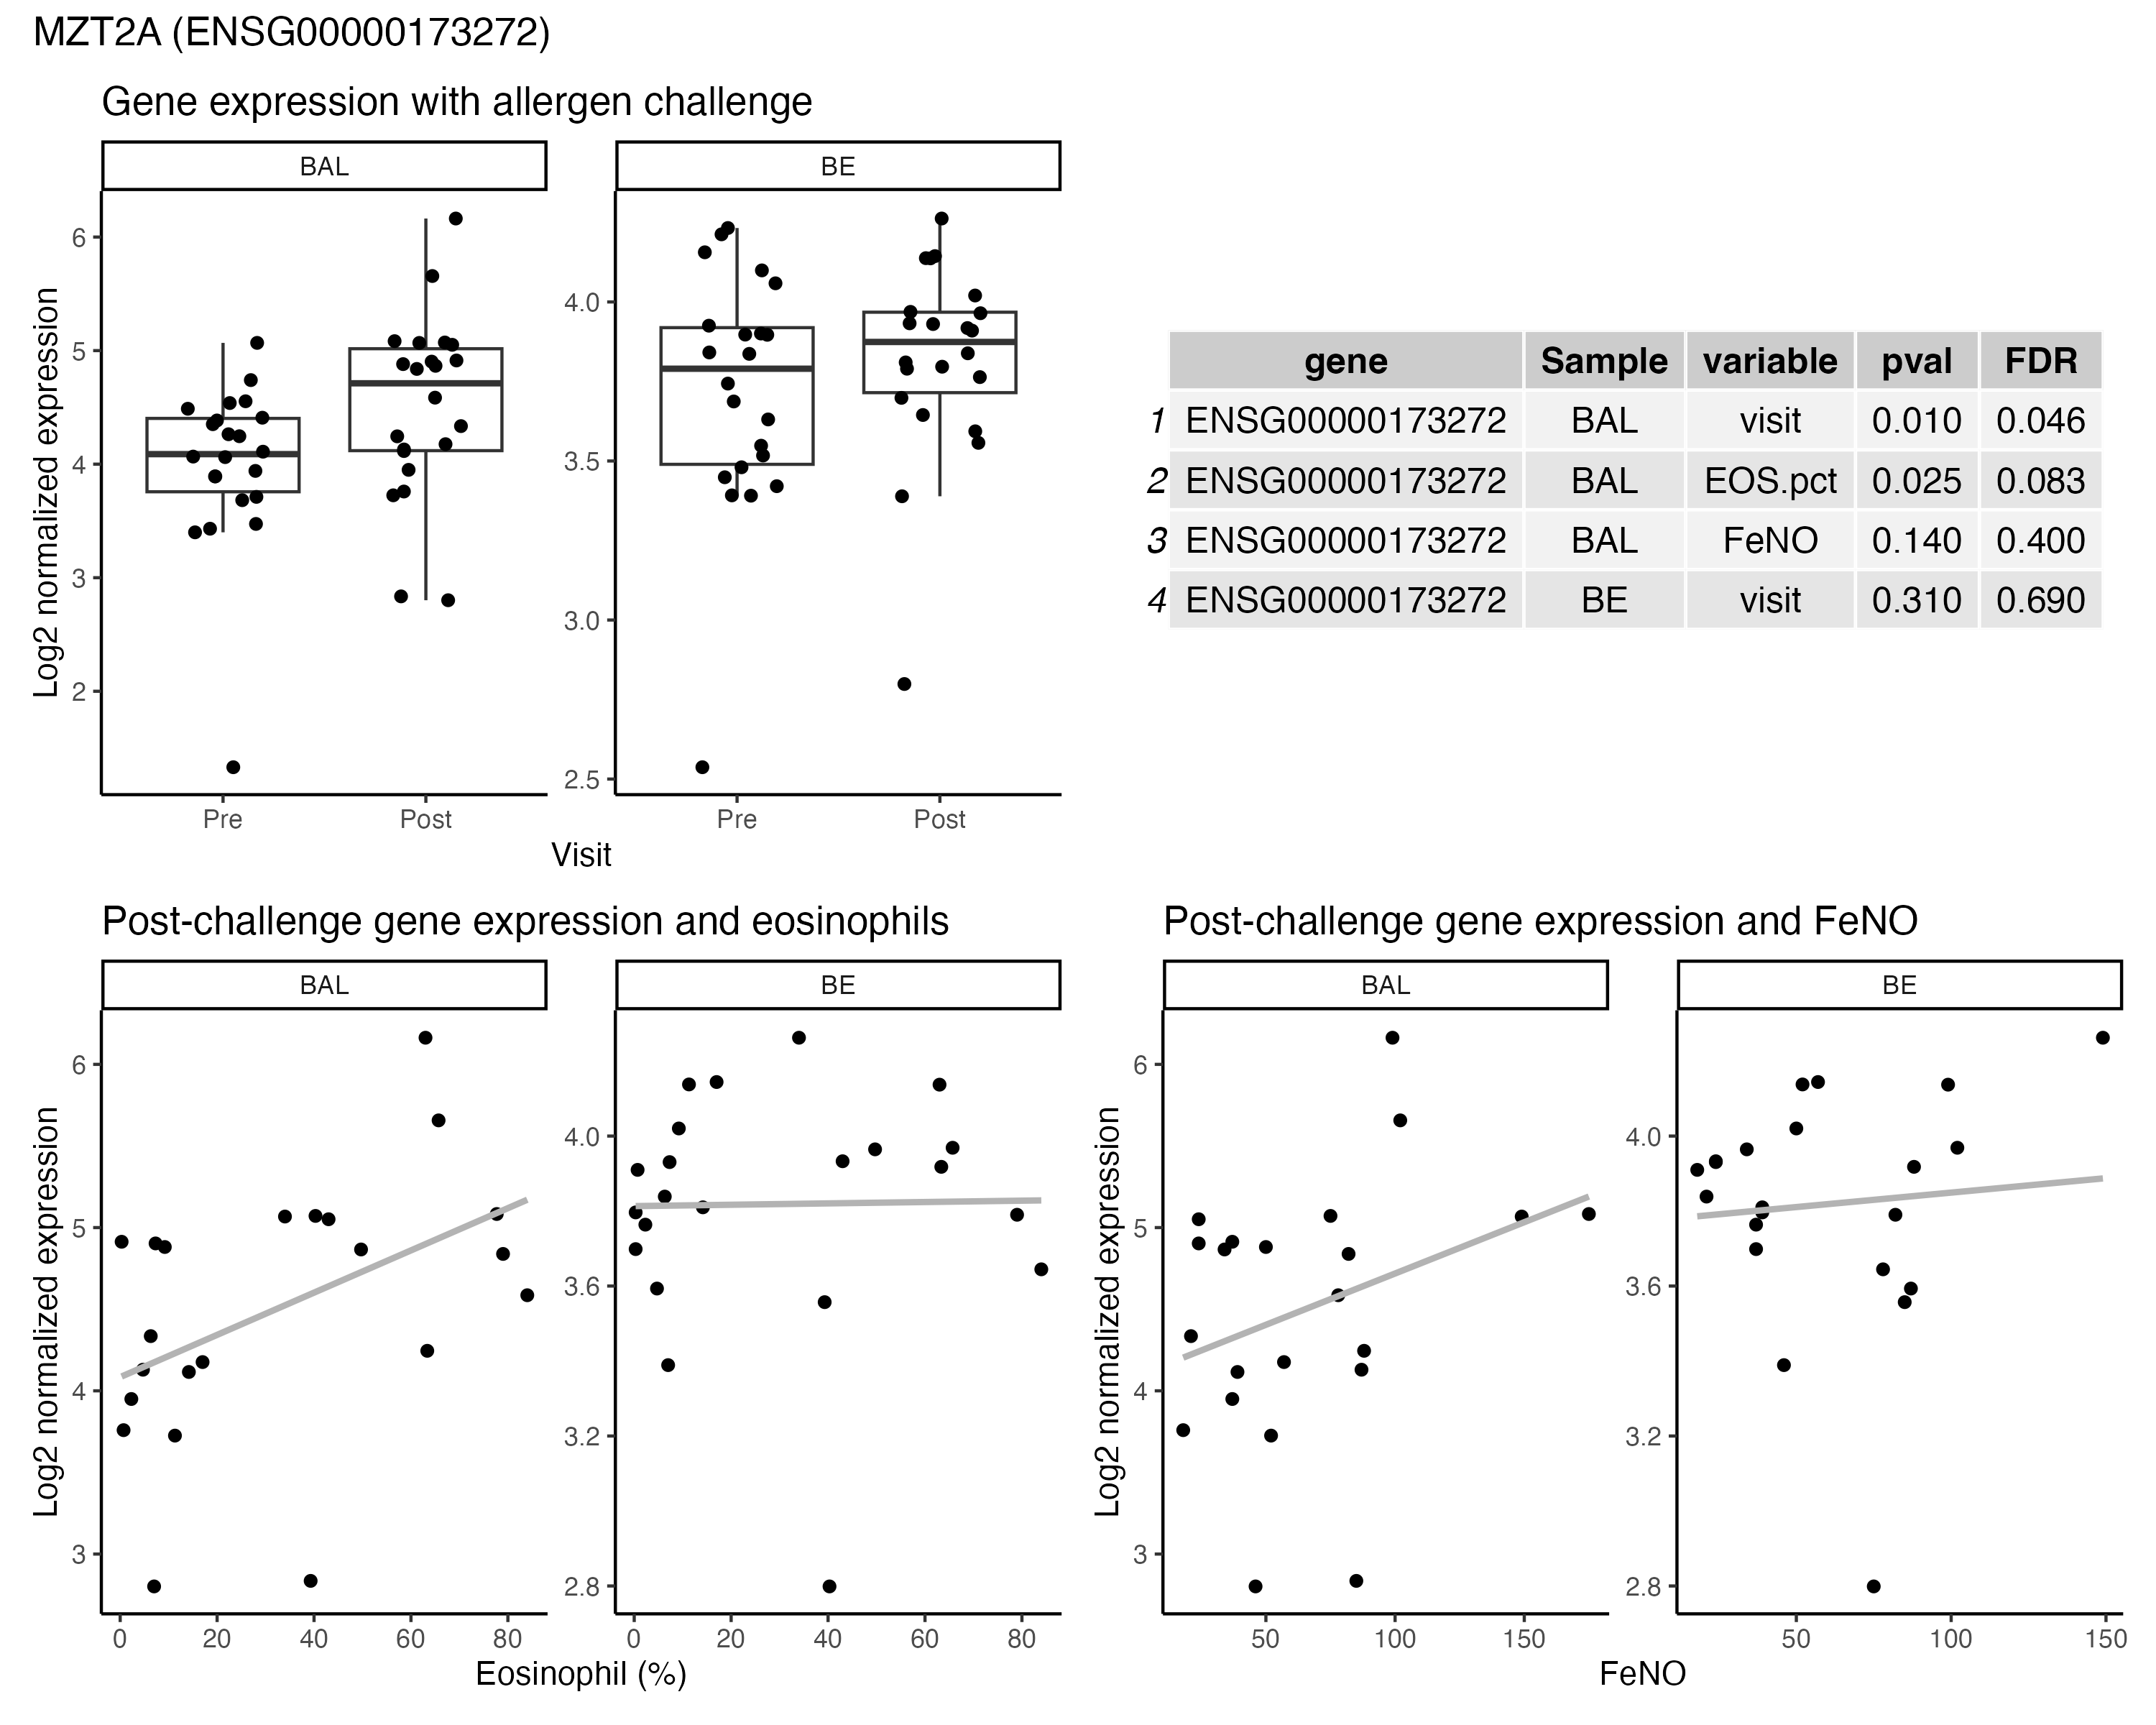 MZT2A (ENSG00000173272)
Gene expression with allergen challenge
BAL
BE
Log2 normalized expression
6
5
4
3
2
4.0
3.5
3.0
2.5
Pre
Post
Pre
Post
Visit
gene Sample variable pval FDR
1 ENSG00000173272 BAL visit 0.010 0.046
2 ENSG00000173272 BAL EOS.pct 0.025 0.083
3 ENSG00000173272 BAL FeNO 0.140 0.400
4 ENSG00000173272 BE visit 0.310 0.690
Post-challenge gene expression and eosinophils
BAL
BE
Log2 normalized expression
6
5
4
3
4.0
3.6
3.2
2.8
0 20 40 60 80
0 20 40 60 80
Eosinophil (%)
Post-challenge gene expression and FeNO
BAL
BE
Log2 normalized expression
6
5
4
3
4.0
3.6
3.2
2.8
50 100 150
50 100 150
FeNO